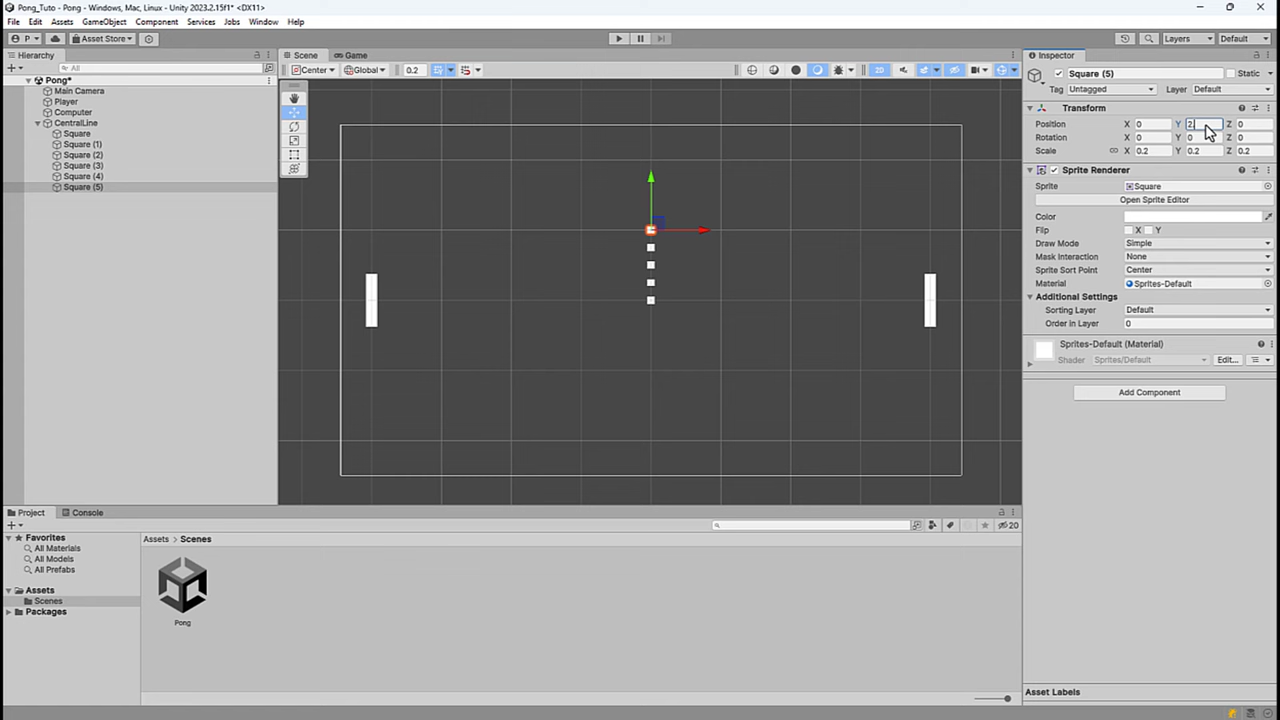 Pong_Tuto - Pong - Windows, Mac, Linux - Unity 2023.2.15f1* <DX11>
File Edit Assets GameObject Component Services Jobs Window Help
P Asset Store Layers Default
Hierarchy Scene Game Inspector
All Center Global 0.2 2D
Square (5) Static
Tag Untagged Layer Default
Pong*
Main Camera
Player
Computer
CentralLine
Square
Square (1)
Square (2)
Square (3)
Square (4)
Square (5)
Transform
Position X 0 Y 2 Z 0
Rotation X 0 Y 0 Z 0
Scale X 0.2 Y 0.2 Z 0.2
Sprite Renderer
Sprite Square
Open Sprite Editor
Color
Flip X Y
Draw Mode Simple
Mask Interaction None
Sprite Sort Point Center
Material Sprites-Default
Additional Settings
Sorting Layer Default
Order in Layer 0
Sprites-Default (Material)
Shader Sprites/Default Edit...
Add Component
Project Console
20
Favorites
All Materials
All Models
All Prefabs
Assets
Scenes
Packages
Assets > Scenes
Pong
Asset Labels